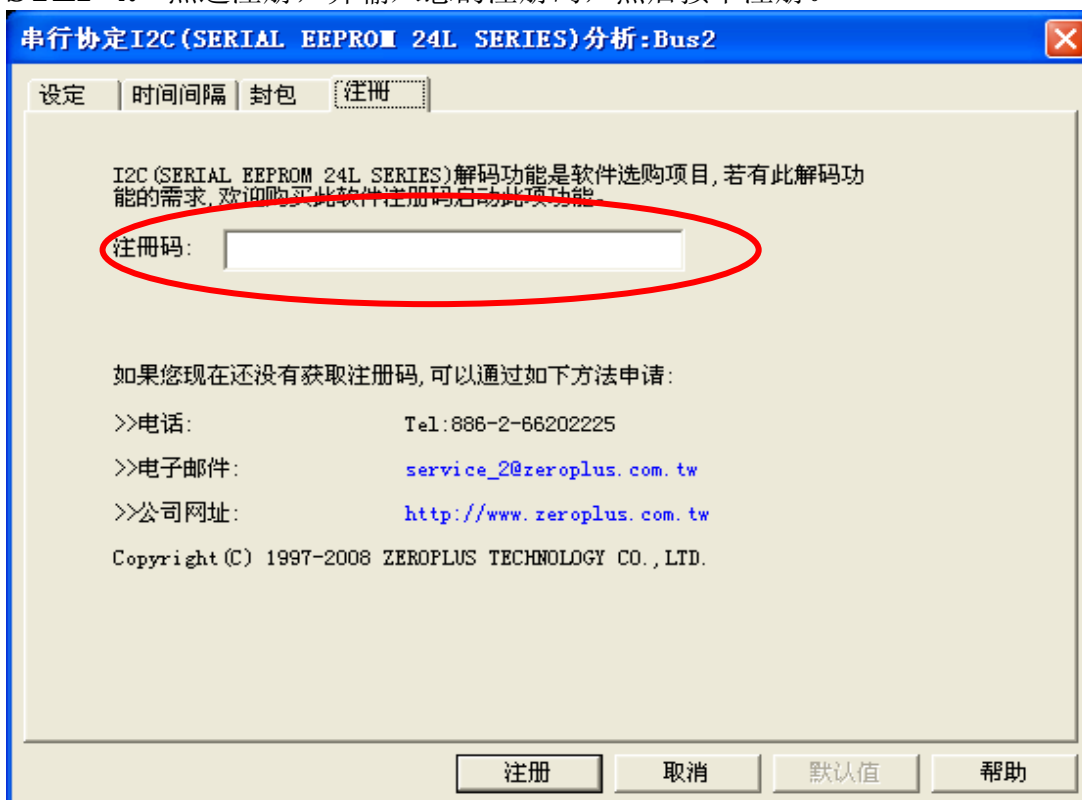 串行协定I2C(SERIAL EEPROM 24L SERIES)分析:Bus2
设定 时间间隔 封包 注册
I2C(SERIAL EEPROM 24L SERIES)解码功能是软件选购项目,若有此解码功
能的需求,欢迎购买此软件注册码启动此项功能。
注册码:
如果您现在还没有获取注册码,可以通过如下方法申请:
>>电话: Tel:886-2-66202225
>>电子邮件: service_2@zeroplus.com.tw
>>公司网址: http://www.zeroplus.com.tw
Copyright(C) 1997-2008 ZEROPLUS TECHNOLOGY CO.,LTD.
注册 取消 默认值 帮助